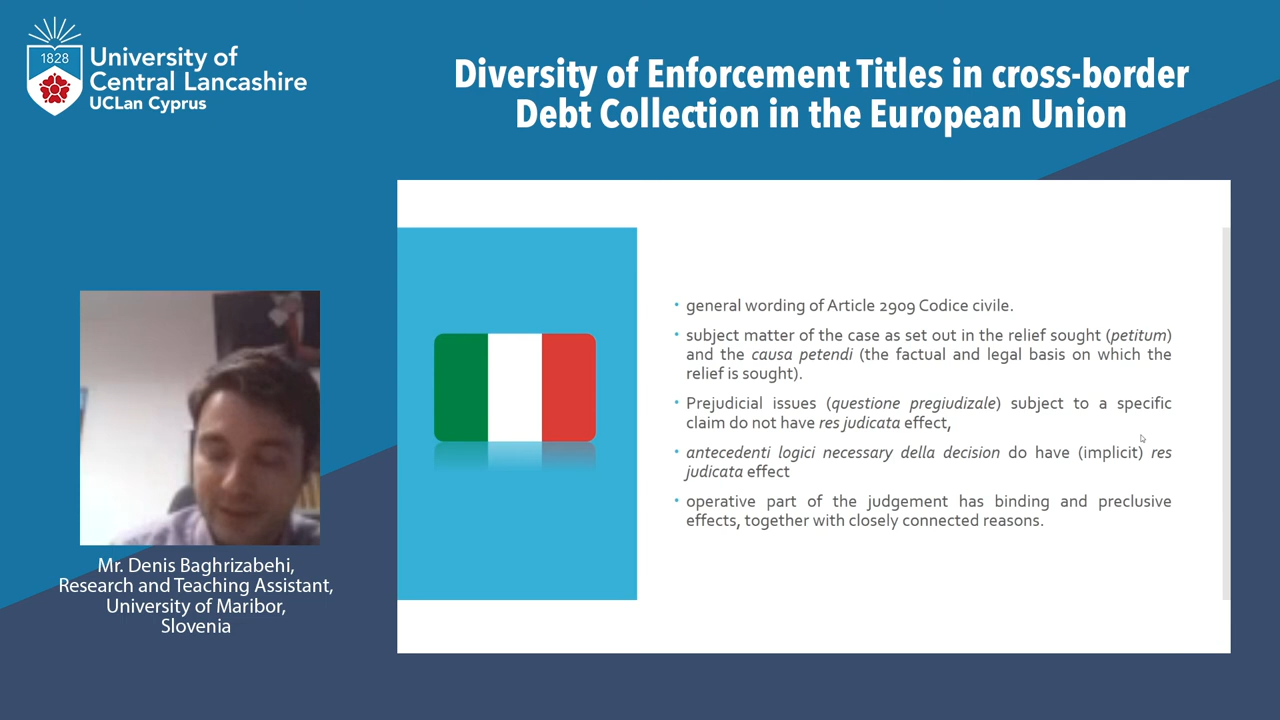 1828
University of
Central Lancashire
UCLan Cyprus
Diversity of Enforcement Titles in cross-border
Debt Collection in the European Union
• general wording of Article 2909 Codice civile.
• subject matter of the case as set out in the relief sought (petitum)
and the causa petendi (the factual and legal basis on which the
relief is sought).
• Prejudicial issues (questione pregiudizale) subject to a specific
claim do not have res judicata effect,
• antecedenti logici necessary della decision do have (implicit) res
judicata effect
• operative part of the judgement has binding and preclusive
effects, together with closely connected reasons.
Mr. Denis Baghrizabehi,
Research and Teaching Assistant,
University of Maribor,
Slovenia